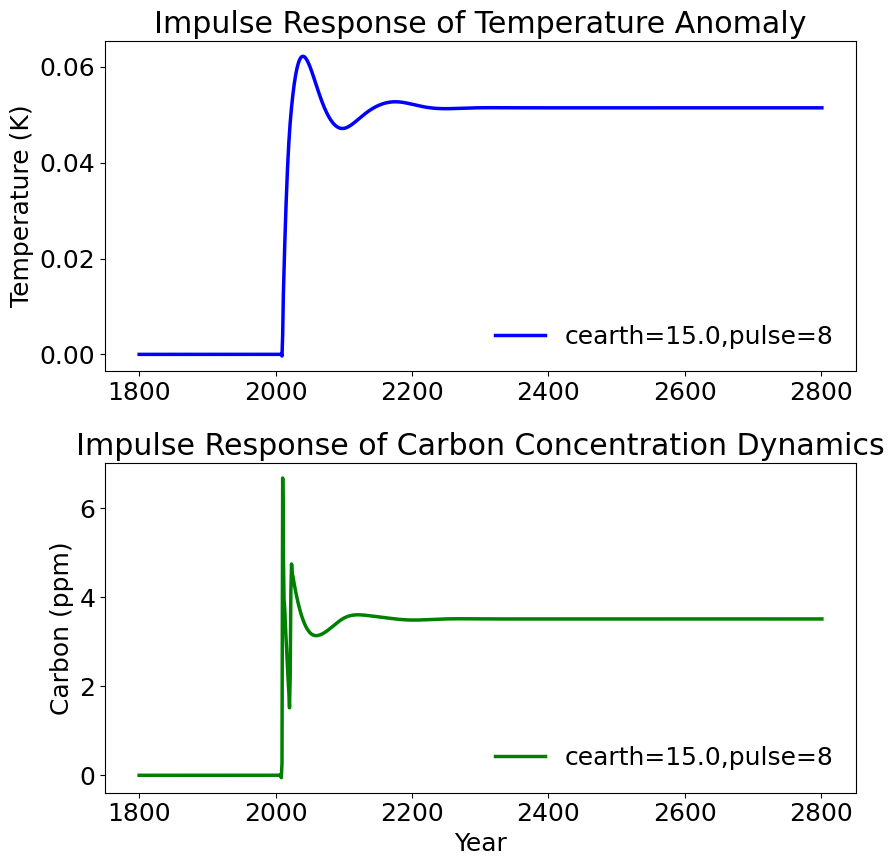 Impulse Response of Temperature Anomaly
Temperature (K)
0.06
0.04
0.02
0.00
cearth=15.0,pulse=8
1800 2000 2200 2400 2600 2800
Impulse Response of Carbon Concentration Dynamics
Carbon (ppm)
6
4
2
0
cearth=15.0,pulse=8
1800 2000 2200 2400 2600 2800
Year